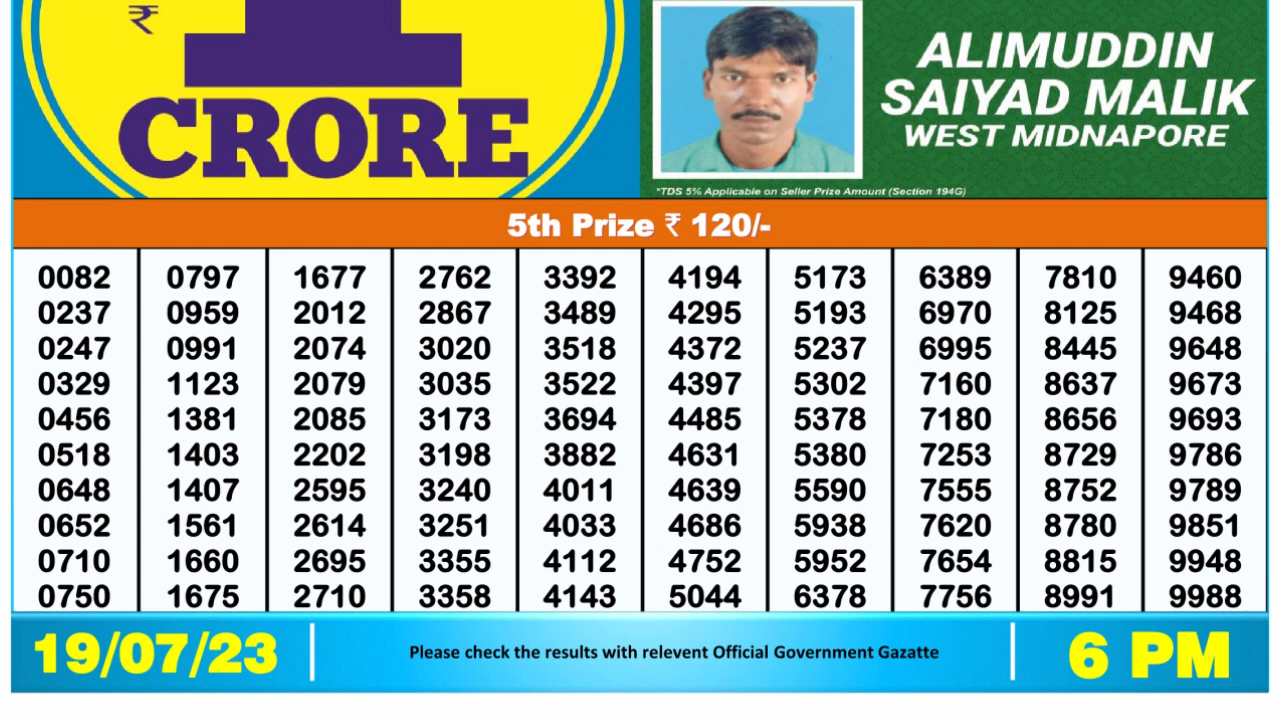 ₹
1
CRORE
ALIMUDDIN
SAIYAD MALIK
WEST MIDNAPORE
*TDS 5% Applicable on Seller Prize Amount (Section 194G)
5th Prize ₹ 120/-
0082 0797 1677 2762 3392 4194 5173 6389 7810 9460
0237 0959 2012 2867 3489 4295 5193 6970 8125 9468
0247 0991 2074 3020 3518 4372 5237 6995 8445 9648
0329 1123 2079 3035 3522 4397 5302 7160 8637 9673
0456 1381 2085 3173 3694 4485 5378 7180 8656 9693
0518 1403 2202 3198 3882 4631 5380 7253 8729 9786
0648 1407 2595 3240 4011 4639 5590 7555 8752 9789
0652 1561 2614 3251 4033 4686 5938 7620 8780 9851
0710 1660 2695 3355 4112 4752 5952 7654 8815 9948
0750 1675 2710 3358 4143 5044 6378 7756 8991 9988
19/07/23
Please check the results with relevent Official Government Gazatte
6 PM